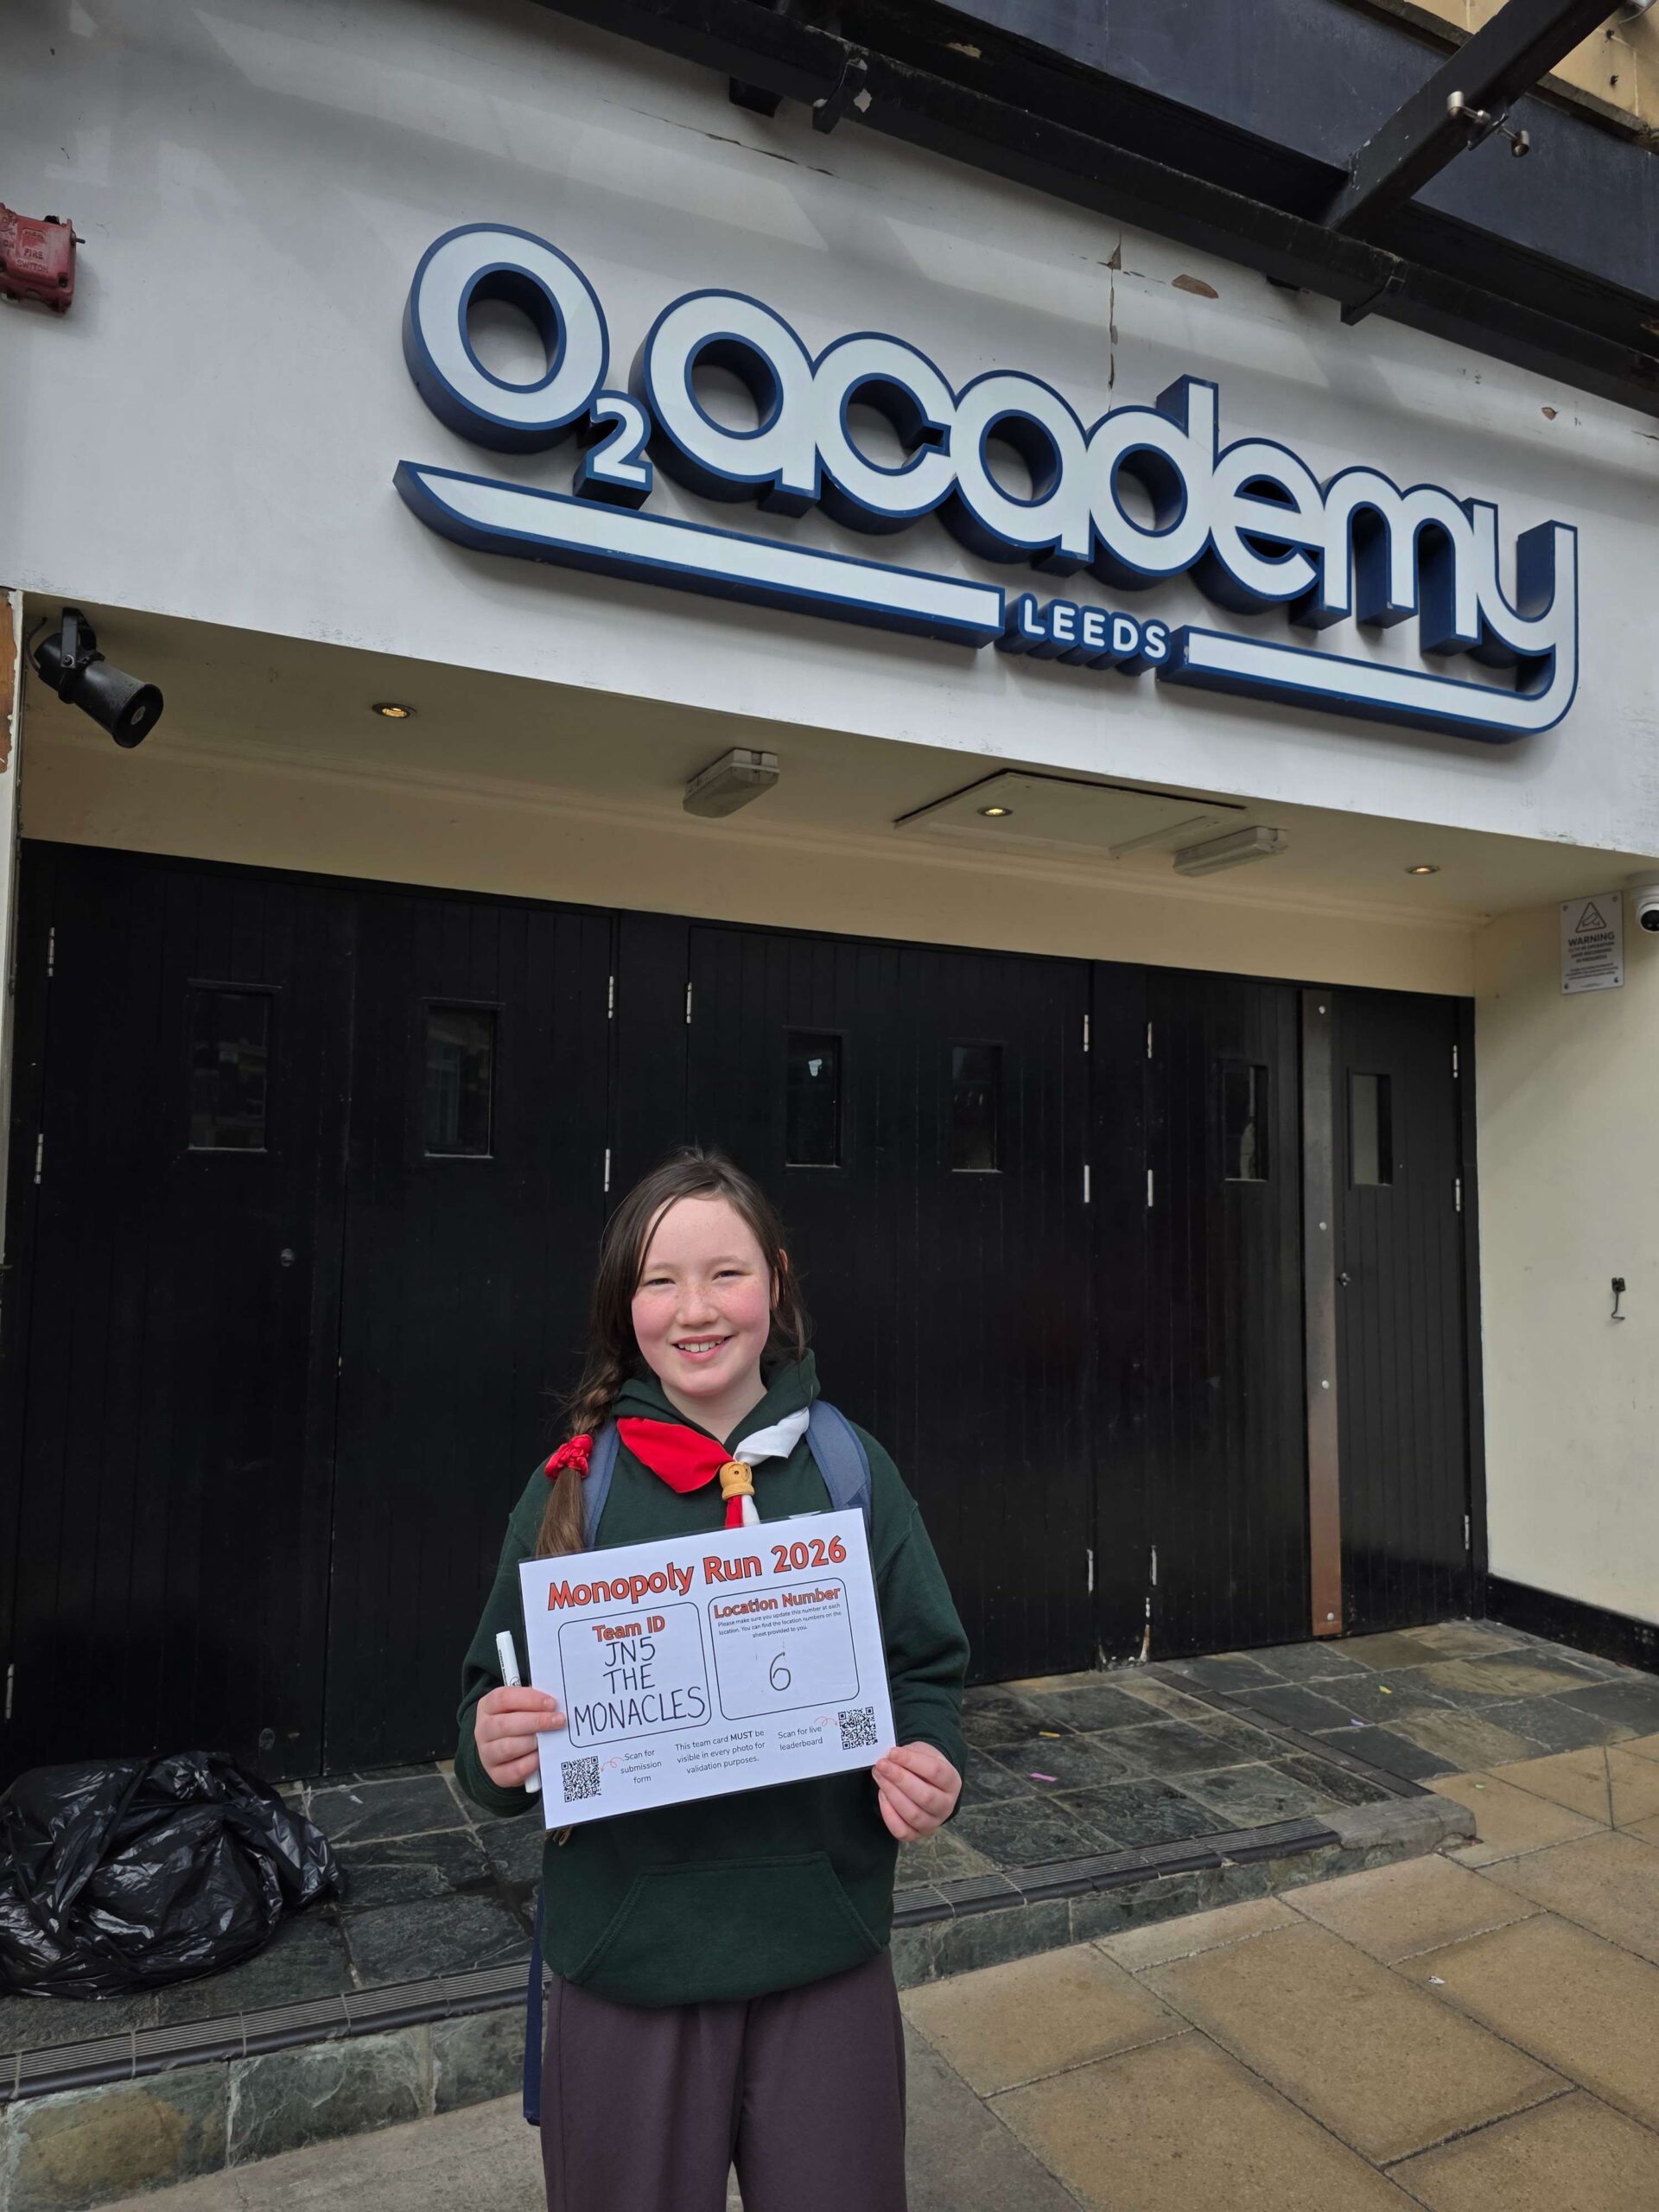 O2 academy
LEEDS
FIRE
WARNING
Monopoly Run 2026
Team ID
JN5
THE
MONACLES
Location Number
Please make sure you update this number at each
location. You can find the location numbers on the
sheet provided to you.
6
Scan for
submission
form
This team card MUST be
visible in every photo for
validation purposes.
Scan for live
leaderboard